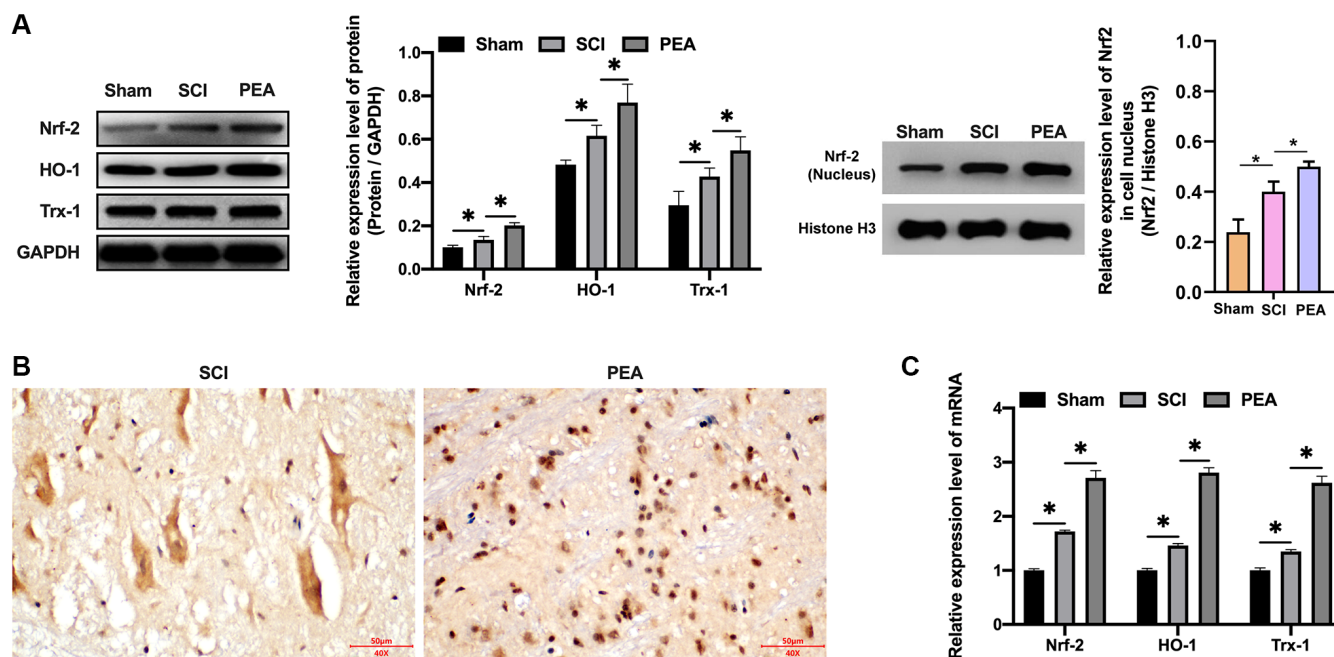 A
Sham SCI PEA
Nrf-2
HO-1
Trx-1
GAPDH
Relative expression level of protein
(Protein / GAPDH)
Sham SCI PEA
1.0
0.8
0.6
0.4
0.2
0.0
* * * * * *
Nrf-2 HO-1 Trx-1
Sham SCI PEA
Nrf-2
(Nucleus)
Histone H3
Relative expression level of Nrf2
in cell nucleus
(Nrf2 / Histone H3)
1.0
0.8
0.6
0.4
0.2
0.0
* *
Sham SCI PEA
B
SCI PEA
50μm
40X
50μm
40X
C
Relative expression level of mRNA
Sham SCI PEA
4
3
2
1
0
* * * * * *
Nrf-2 HO-1 Trx-1